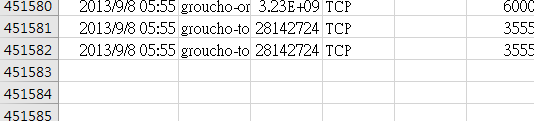 451580 2013/9/8 05:55 groucho-or 3.23E+09 TCP 6000
451581 2013/9/8 05:55 groucho-to 28142724 TCP 3555
451582 2013/9/8 05:55 groucho-to 28142724 TCP 3555
451583
451584
451585